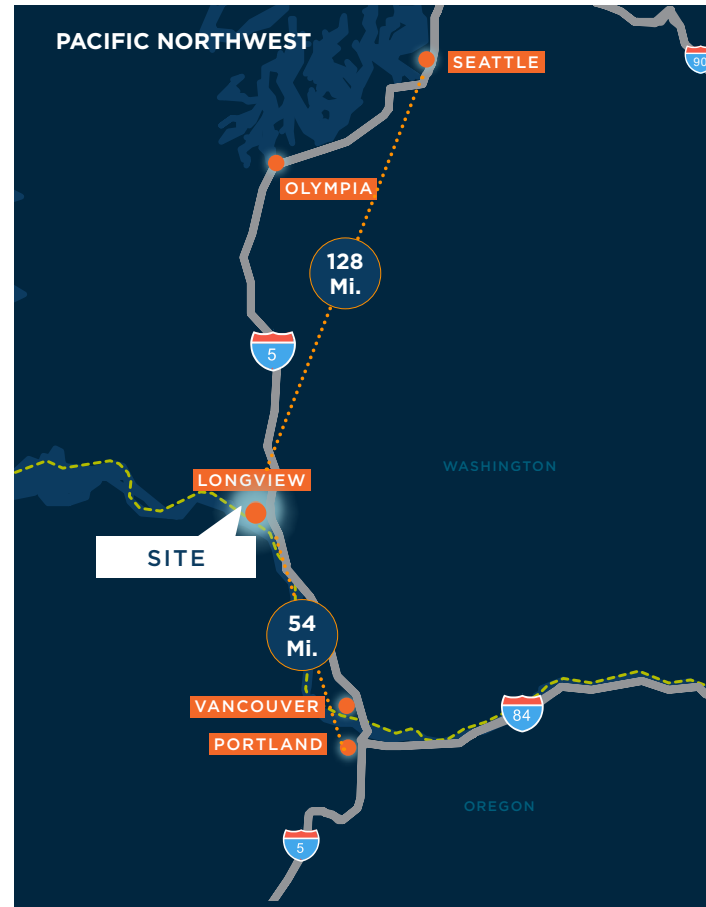 PACIFIC NORTHWEST
SEATTLE
90
OLYMPIA
128
Mi.
5
WASHINGTON
LONGVIEW
SITE
54
Mi.
VANCOUVER
84
PORTLAND
OREGON
5